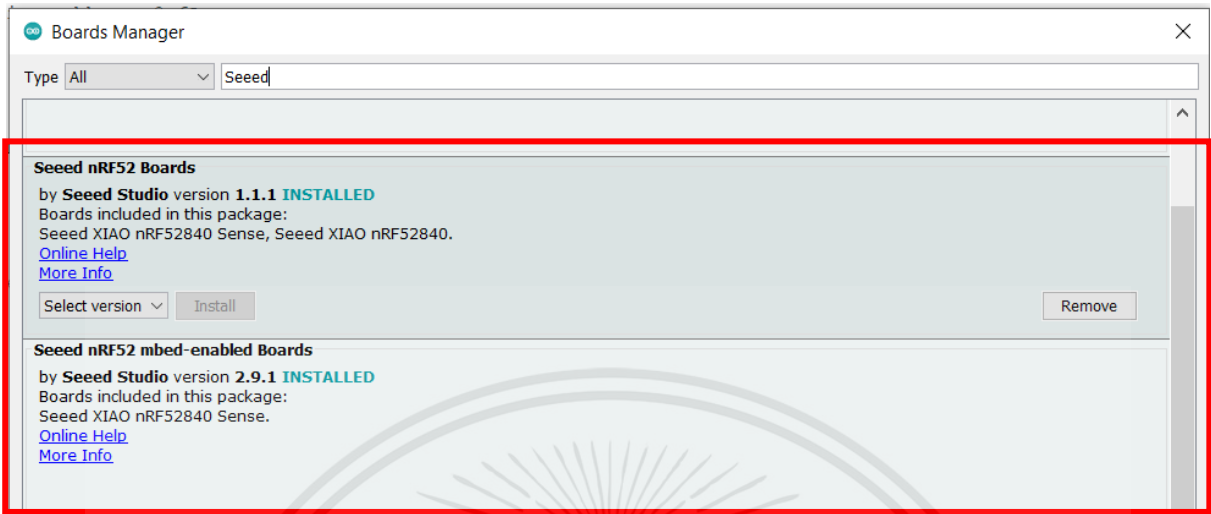 Boards Manager
Type All Seeed
Seeed nRF52 Boards
by Seeed Studio version 1.1.1 INSTALLED
Boards included in this package:
Seeed XIAO nRF52840 Sense, Seeed XIAO nRF52840.
Online Help
More Info
Select version Install Remove
Seeed nRF52 mbed-enabled Boards
by Seeed Studio version 2.9.1 INSTALLED
Boards included in this package:
Seeed XIAO nRF52840 Sense.
Online Help
More Info